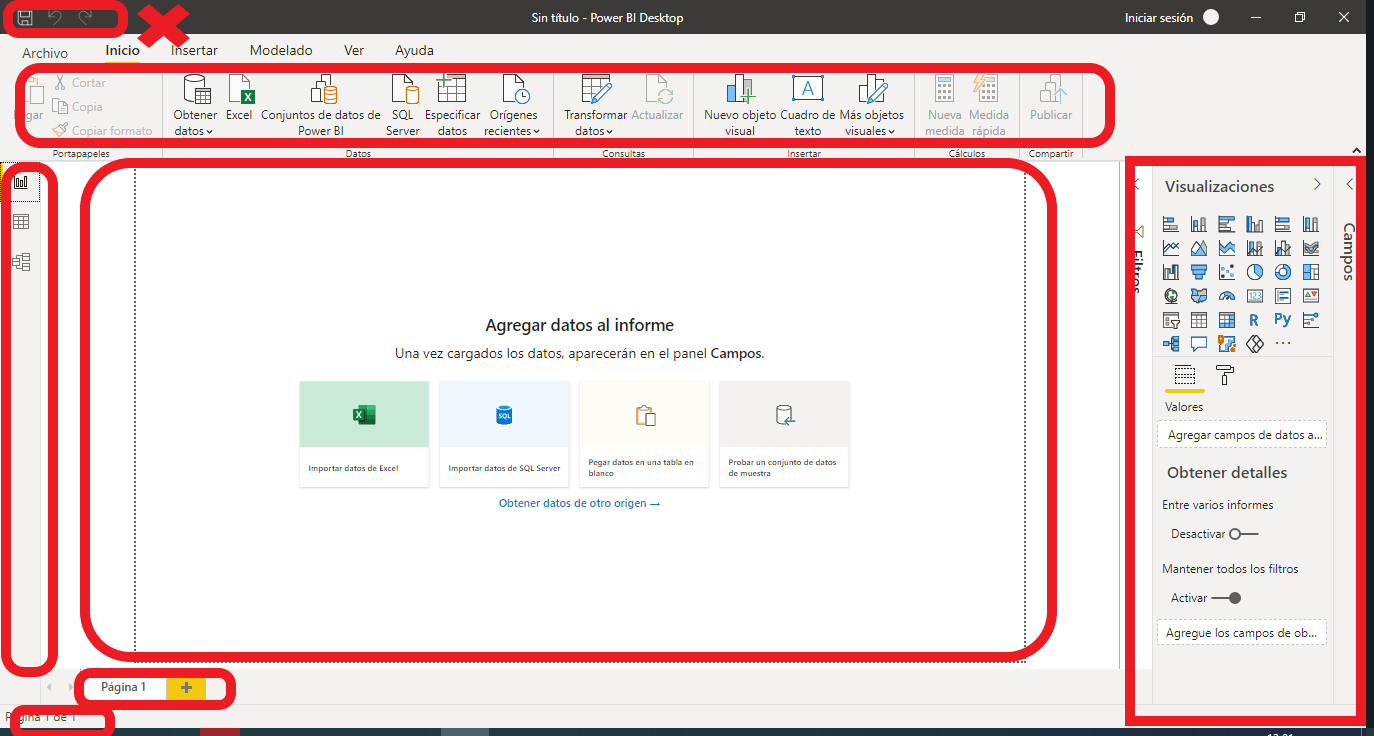 Sin título - Power BI Desktop
Iniciar sesión
Archivo Inicio Insertar Modelado Ver Ayuda
Cortar
Copia
Copiar formato
Portapapeles
Obtener datos
Excel
Conjuntos de datos de Power BI
SQL Server
Especificar datos
Orígenes recientes
Datos
Transformar datos
Actualizar
Consultas
Nuevo objeto visual
Cuadro de texto
Más objetos visuales
Insertar
Nueva medida
Medida rápida
Cálculos
Publicar
Compartir
Agregar datos al informe
Una vez cargados los datos, aparecerán en el panel Campos.
Importar datos de Excel
SQL
Importar datos de SQL Server
Pegar datos en una tabla en
blanco
Probar un conjunto de datos
de muestra
Obtener datos de otro origen →
Filtros
Visualizaciones
123
R Py
Valores
Agregar campos de datos a...
Obtener detalles
Entre varios informes
Desactivar
Mantener todos los filtros
Activar
Agregue los campos de ob...
Campos
Página 1
Página 1 de 1